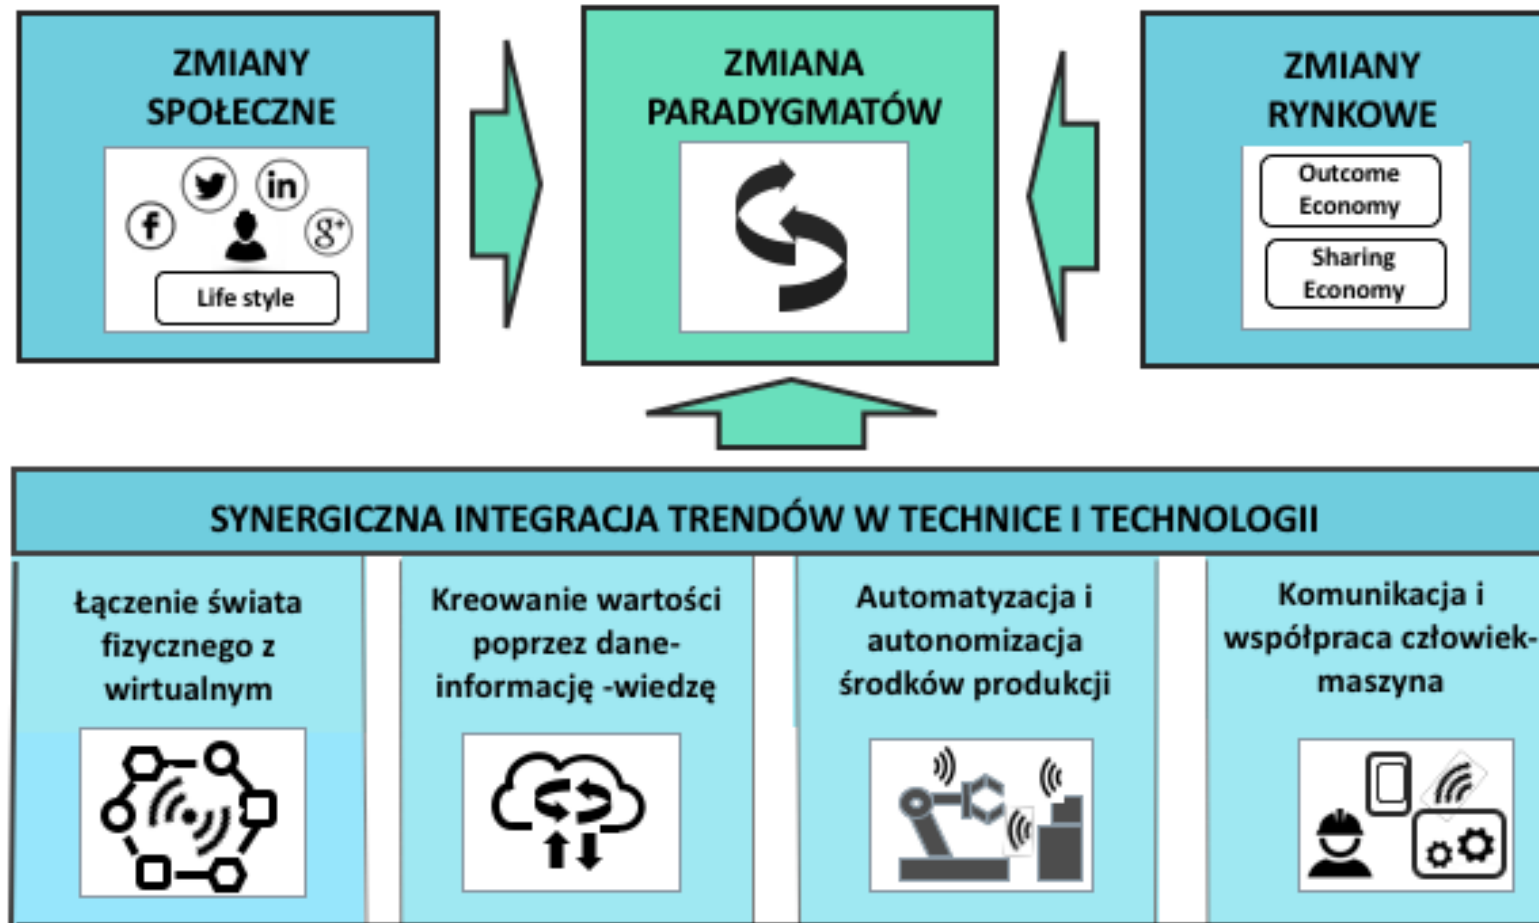 ZMIANY
SPOŁECZNE
f
in
g+
Life style
ZMIANA
PARADYGMATÓW
ZMIANY
RYNKOWE
Outcome
Economy
Sharing
Economy
SYNERGICZNA INTEGRACJA TRENDÓW W TECHNICE I TECHNOLOGII
Łączenie świata
fizycznego z
wirtualnym
Kreowanie wartości
poprzez dane-
informację -wiedzę
Automatyzacja i
autonomizacja
środków produkcji
Komunikacja i
współpraca człowiek-
maszyna